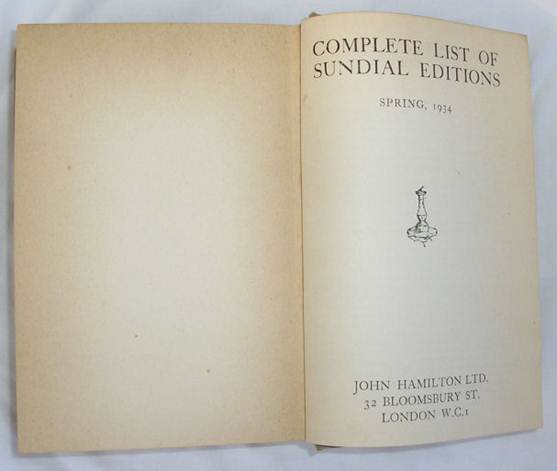 COMPLETE LIST OF
SUNDIAL EDITIONS
SPRING, 1934
JOHN HAMILTON LTD.
32 BLOOMSBURY ST.
LONDON W.C.1